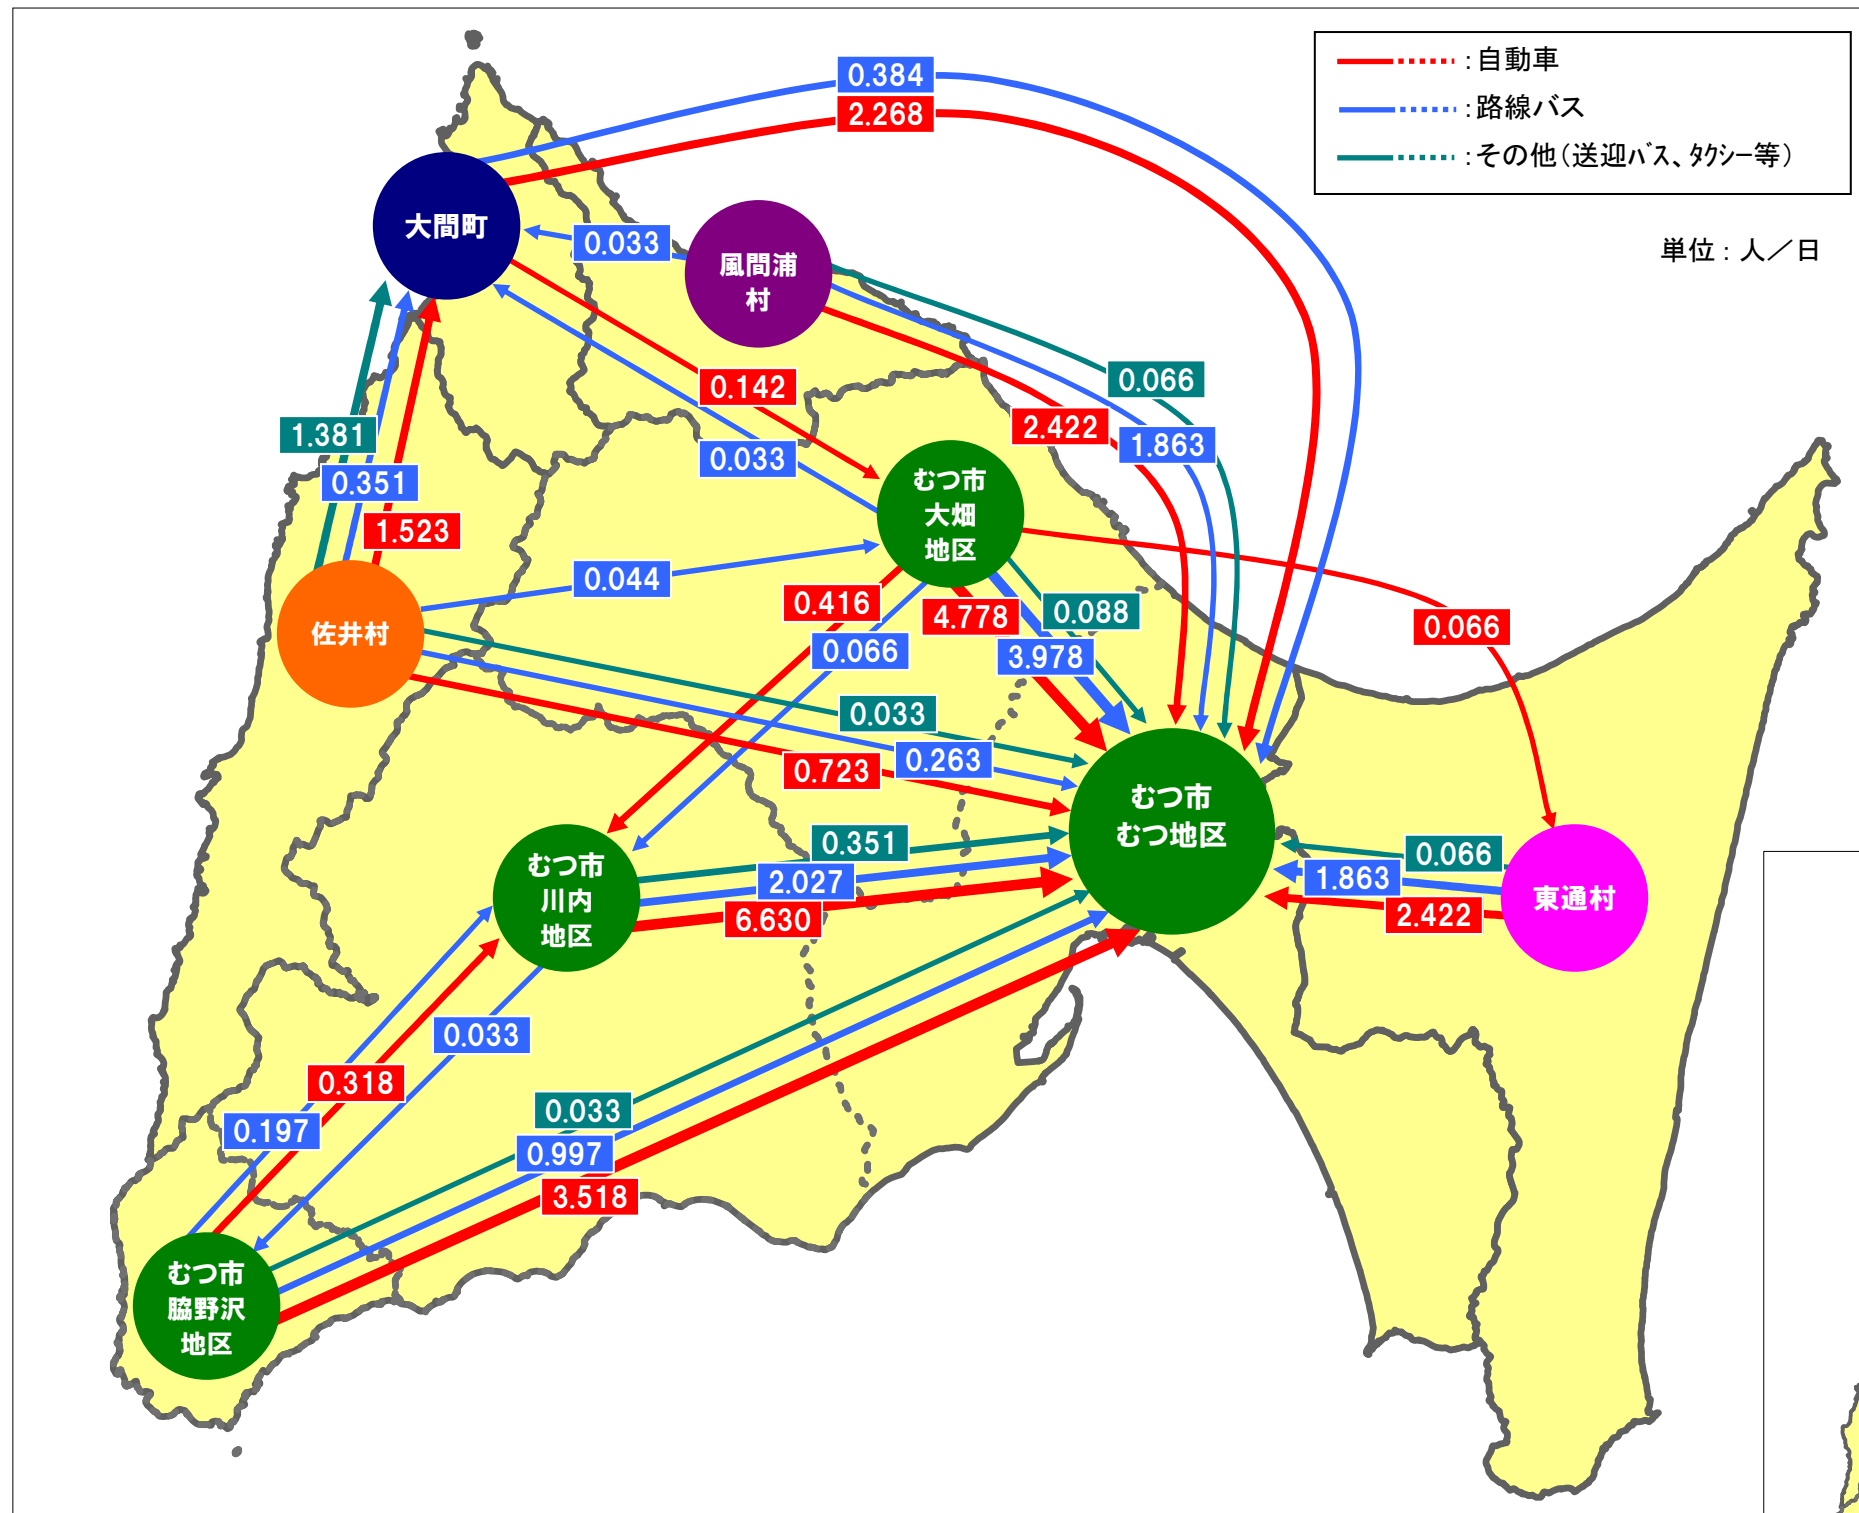 :自動車
:路線バス
:その他(送迎ﾊﾞｽ、ﾀｸｼｰ等)
単位:人/日
0.384
2.268
大間町
0.033
風間浦
村
0.142
0.066
2.422
1.863
1.381
0.351
1.523
0.033
むつ市
大畑
地区
0.044
0.416
0.066
4.778
3.978
0.088
0.066
佐井村
0.033
0.263
0.723
むつ市
むつ地区
0.351
2.027
6.630
むつ市
川内
地区
0.066
1.863
2.422
東通村
0.033
0.318
0.197
0.033
0.997
3.518
むつ市
脇野沢
地区